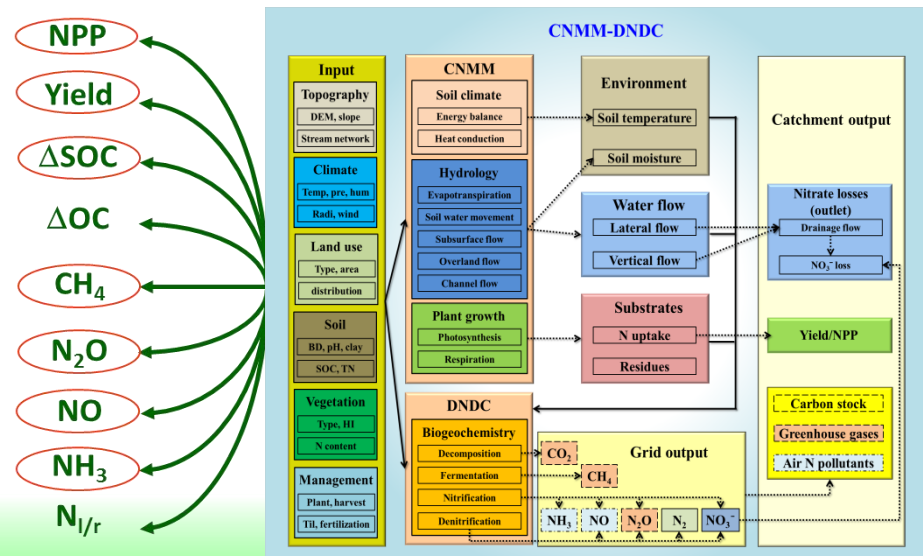 NPP
Yield
ΔSOC
ΔOC
CH₄
N₂O
NO
NH₃
N_l/r
CNMM-DNDC
Input
Topography
DEM, slope
Stream network
Climate
Temp, pre, hum
Radi, wind
Land use
Type, area
distribution
Soil
BD, pH, clay
SOC, TN
Vegetation
Type, HI
N content
Management
Plant, harvest
Til, fertilization
CNMM
Soil climate
Energy balance
Heat conduction
Hydrology
Evapotranspiration
Soil water movement
Subsurface flow
Overland flow
Channel flow
Plant growth
Photosynthesis
Respiration
DNDC
Biogeochemistry
Decomposition
Fermentation
Nitrification
Denitrification
Environment
Soil temperature
Soil moisture
Water flow
Lateral flow
Vertical flow
Substrates
N uptake
Residues
Grid output
CO₂
CH₄
NH₃
NO
N₂O
N₂
NO₃⁻
Catchment output
Nitrate losses
(outlet)
Drainage flow
NO₃⁻ loss
Yield/NPP
Carbon stock
Greenhouse gases
Air N pollutants